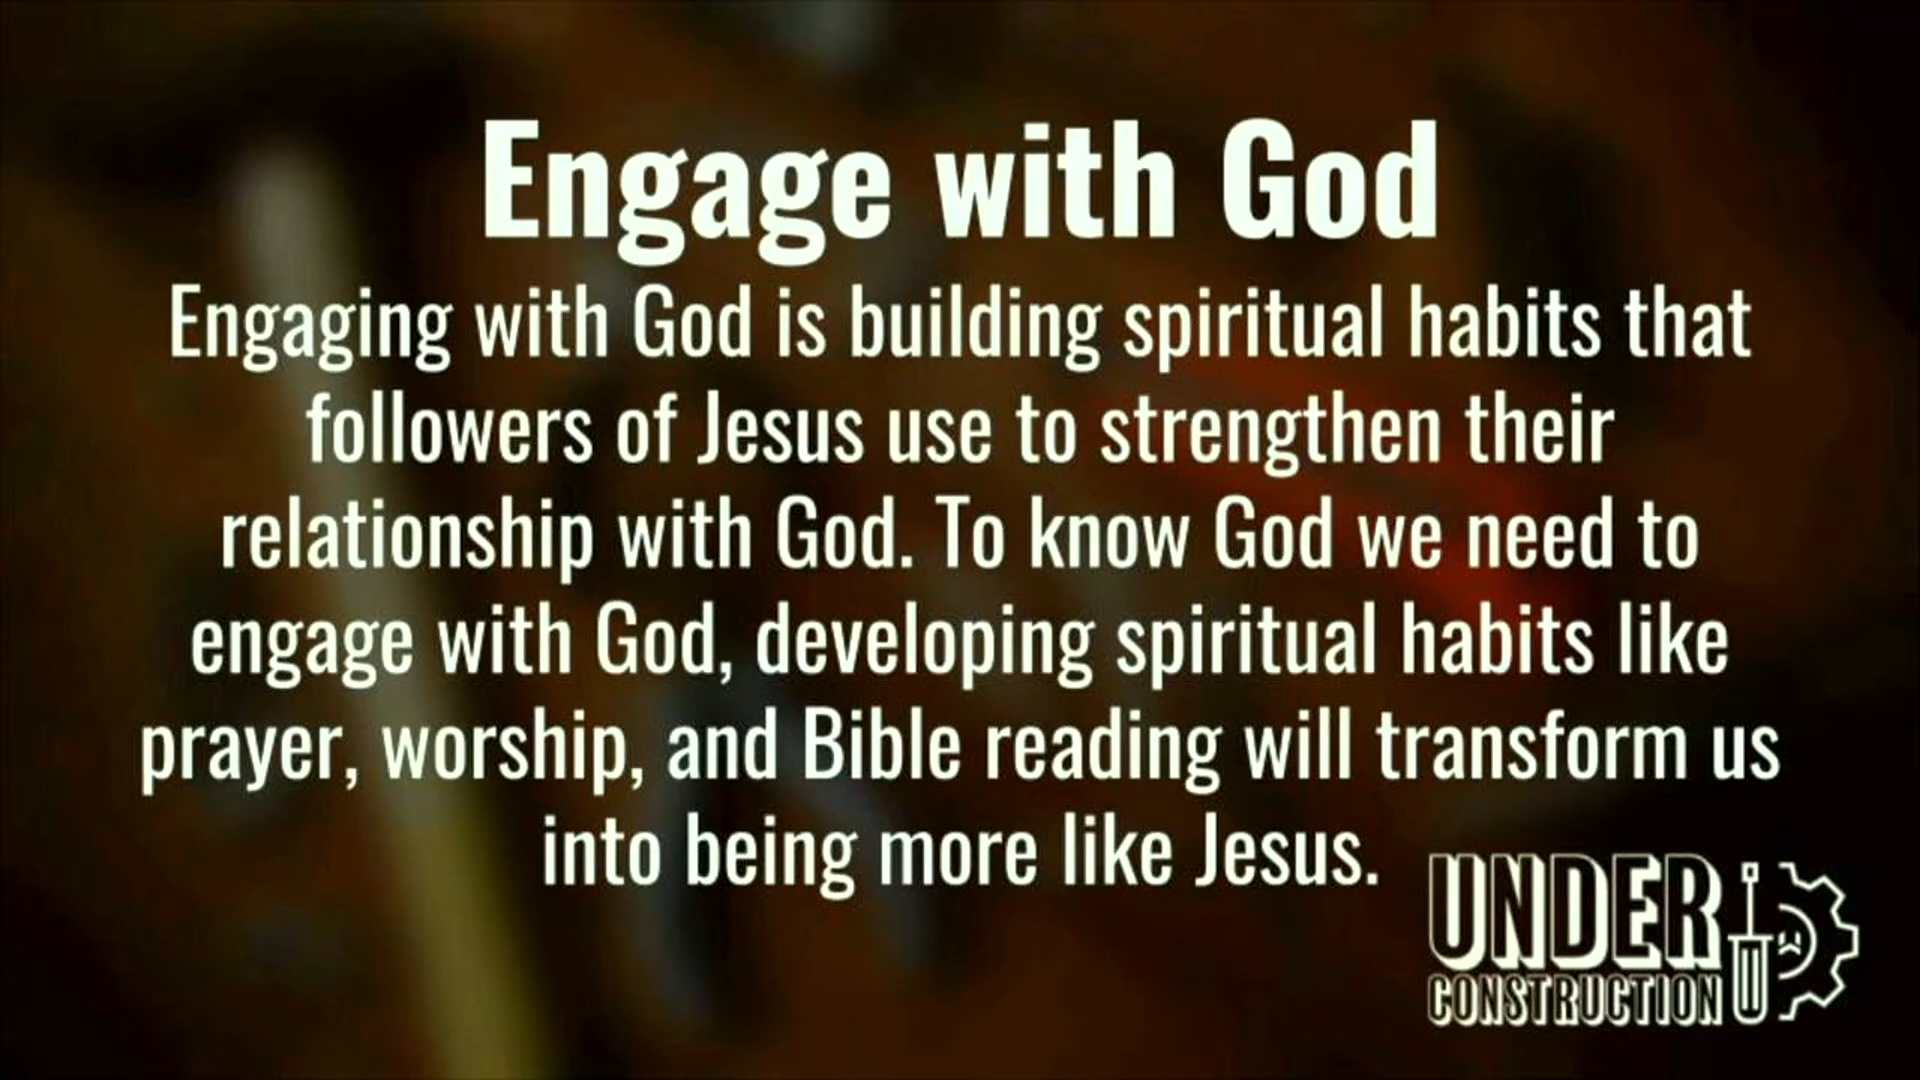 Engage with God
Engaging with God is building spiritual habits that
followers of Jesus use to strengthen their
relationship with God. To know God we need to
engage with God, developing spiritual habits like
prayer, worship, and Bible reading will transform us
into being more like Jesus.
UNDER
CONSTRUCTION